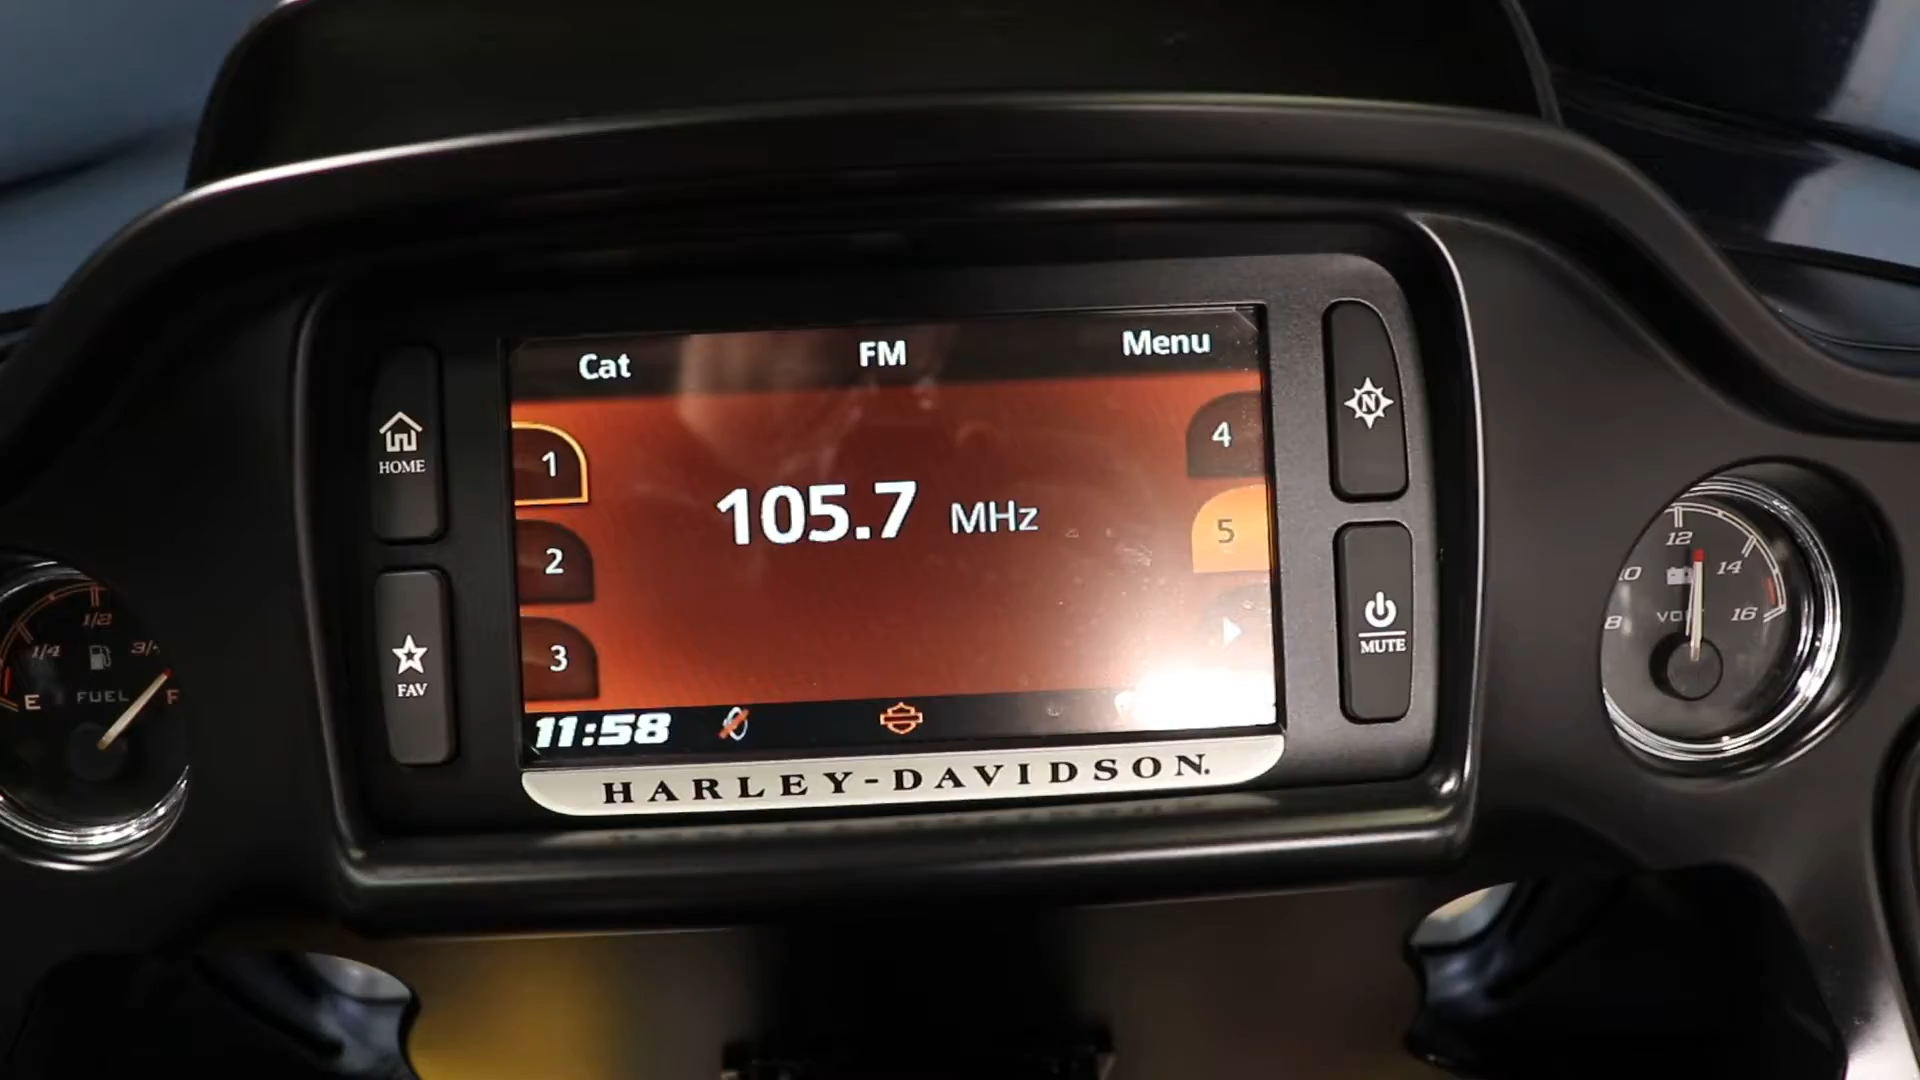 Cat
FM
Menu
1
4
105.7 MHz
5
2
3
11:58
HARLEY-DAVIDSON.
HOME
FAV
N
MUTE
1/4
1/2
E
FUEL
F
8
10
12
14
16